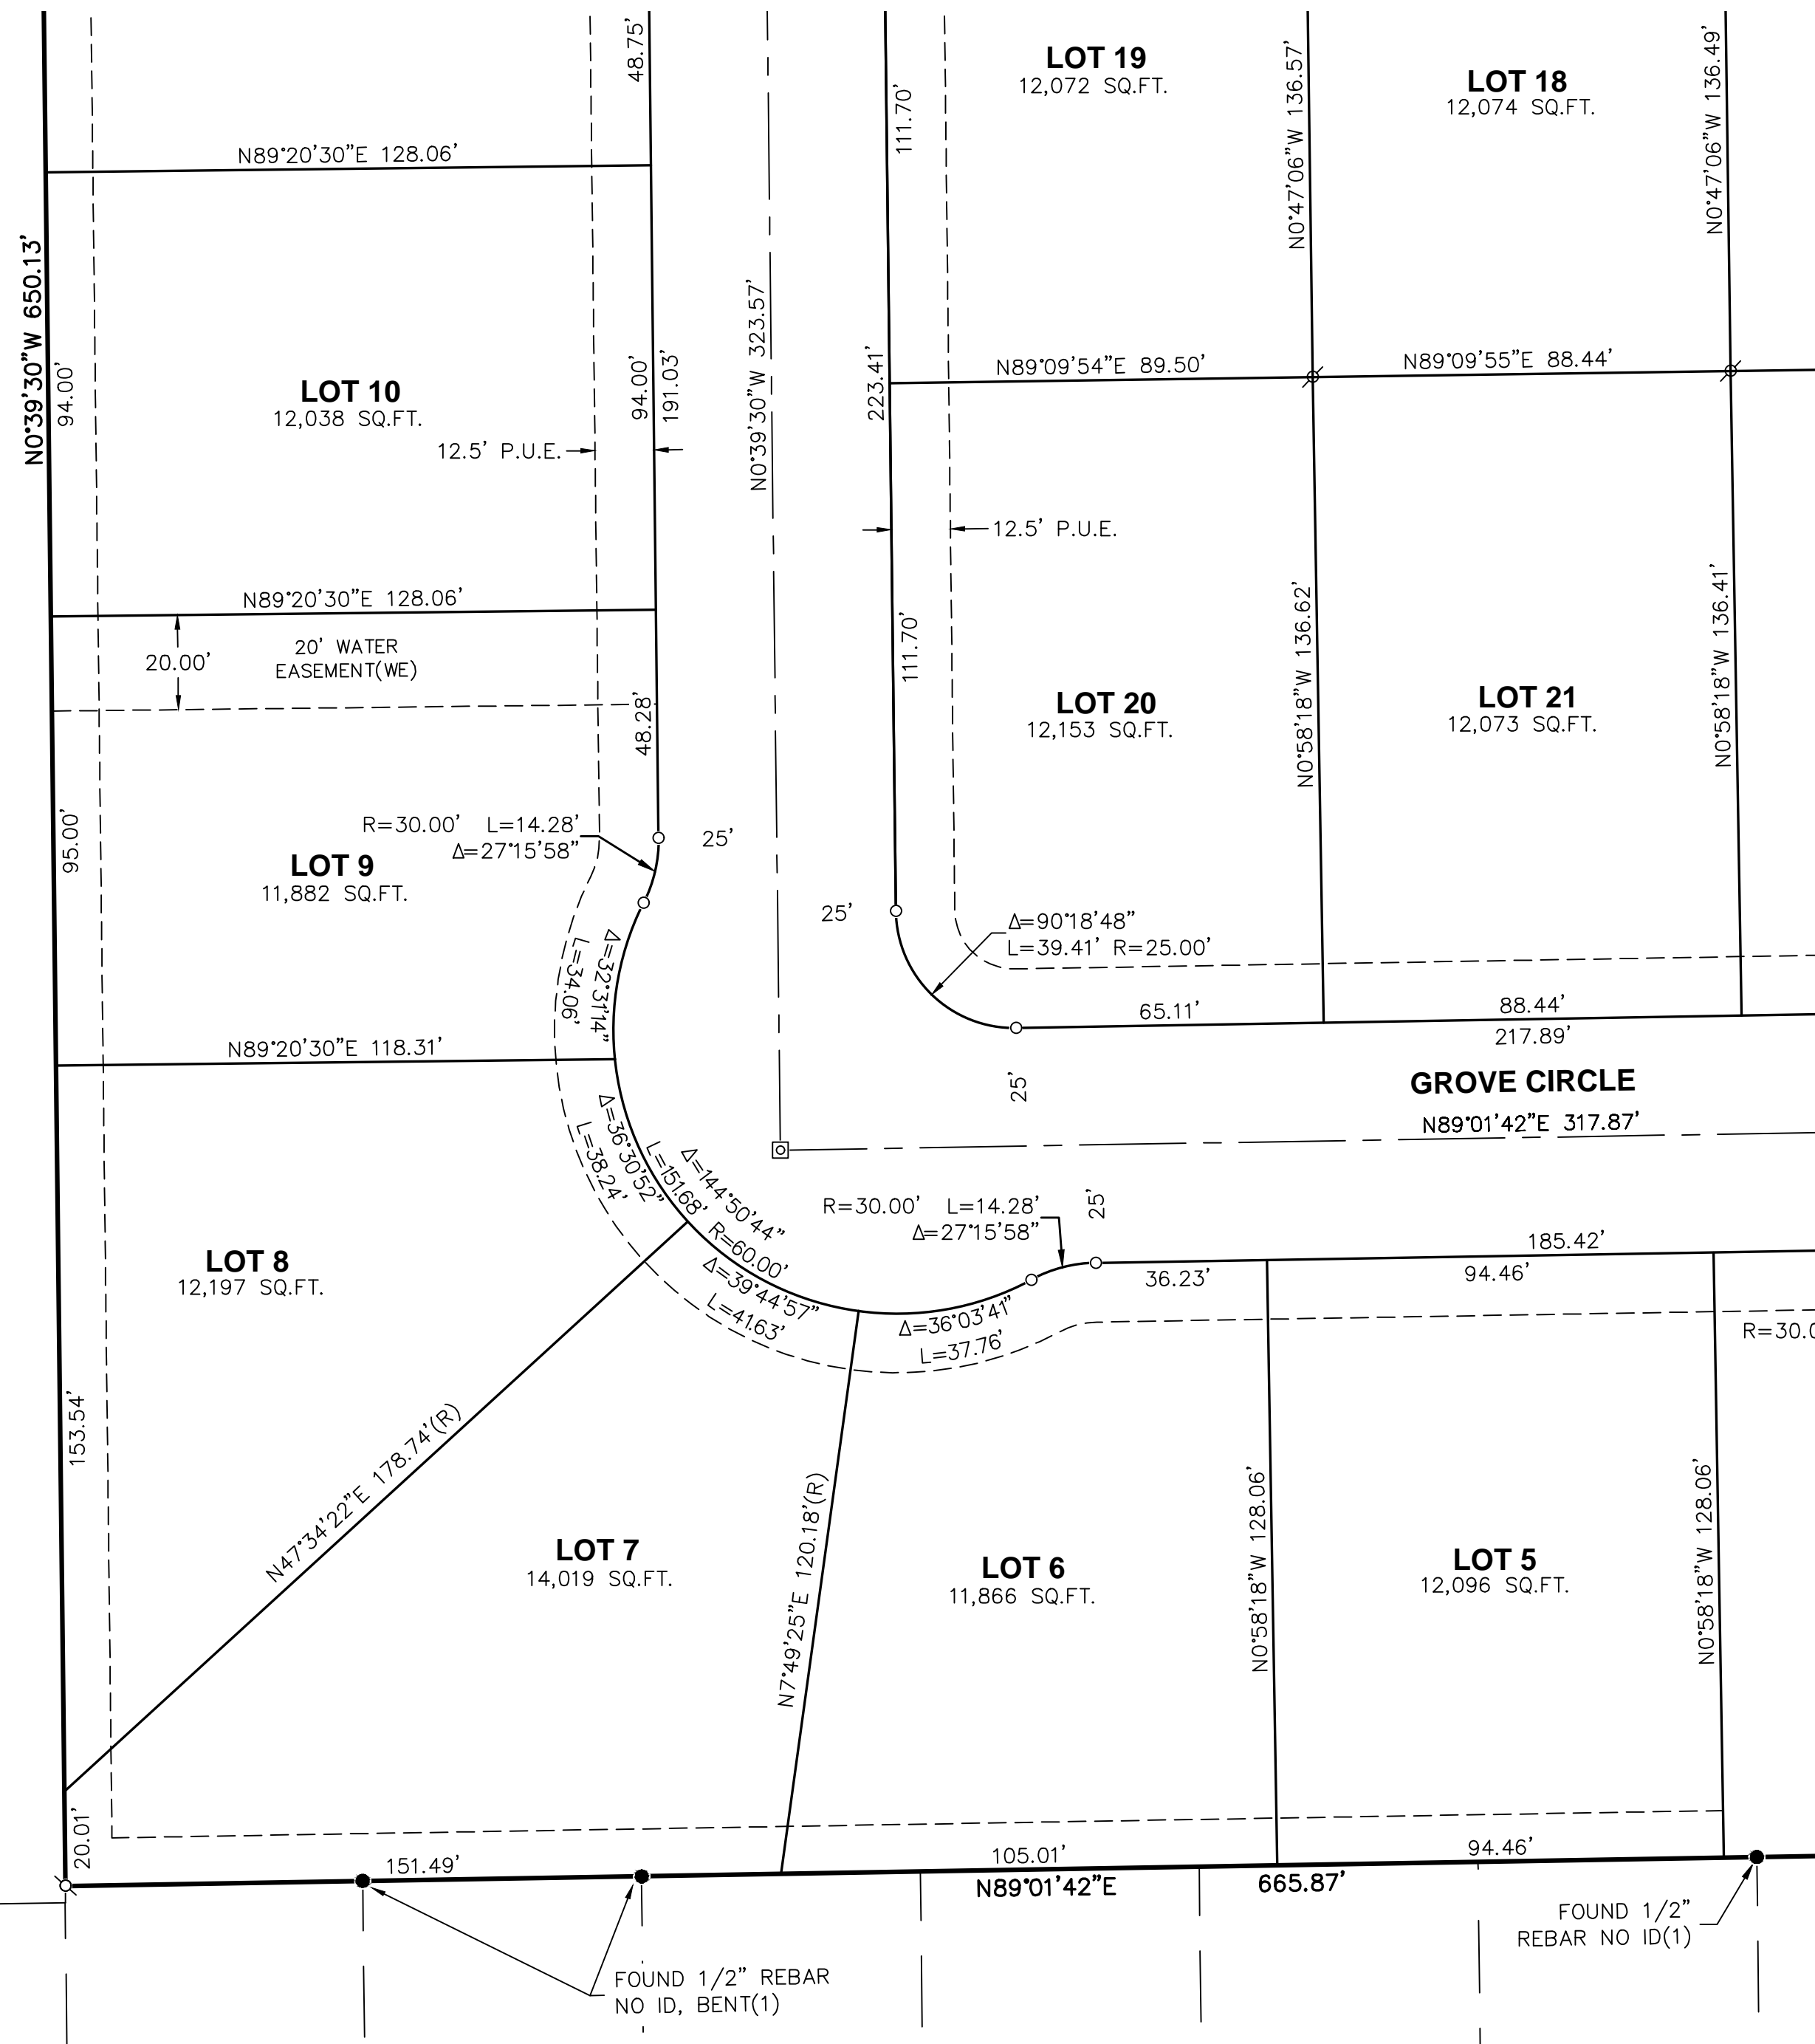 48.75'
111.70'
LOT 19
12,072 SQ.FT.
N0°47'06"W 136.57'
LOT 18
12,074 SQ.FT.
N0°47'06"W 136.49'
N89°20'30"E 128.06'
N0°39'30"W 650.13'
94.00'
LOT 10
12,038 SQ.FT.
12.5' P.U.E.
94.00'
191.03'
N0°39'30"W 323.57'
223.41'
N89°09'54"E 89.50'
N89°09'55"E 88.44'
12.5' P.U.E.
N89°20'30"E 128.06'
20.00'
20' WATER
EASEMENT(WE)
48.28'
111.70'
LOT 20
12,153 SQ.FT.
N0°58'18"W 136.62'
LOT 21
12,073 SQ.FT.
N0°58'18"W 136.41'
95.00'
R=30.00' L=14.28'
Δ=27°15'58"
25'
LOT 9
11,882 SQ.FT.
25'
Δ=90°18'48"
L=39.41' R=25.00'
Δ=32°31'14"
L=34.06'
65.11'
88.44'
217.89'
N89°20'30"E 118.31'
25'
GROVE CIRCLE
N89°01'42"E 317.87'
Δ=36°30'52"
L=38.24'
Δ=144°50'44"
L=151.68' R=60.00'
R=30.00' L=14.28'
Δ=27°15'58"
25'
185.42'
36.23'
94.46'
Δ=39°44'57"
L=41.63'
Δ=36°03'41"
L=37.76'
R=30.0
LOT 8
12,197 SQ.FT.
153.54'
N47°34'22"E 178.74'(R)
LOT 7
14,019 SQ.FT.
N7°49'25"E 120.18'(R)
LOT 6
11,866 SQ.FT.
N0°58'18"W 128.06'
LOT 5
12,096 SQ.FT.
N0°58'18"W 128.06'
20.01'
151.49'
105.01'
94.46'
N89°01'42"E 665.87'
FOUND 1/2" REBAR
NO ID, BENT(1)
FOUND 1/2"
REBAR NO ID(1)